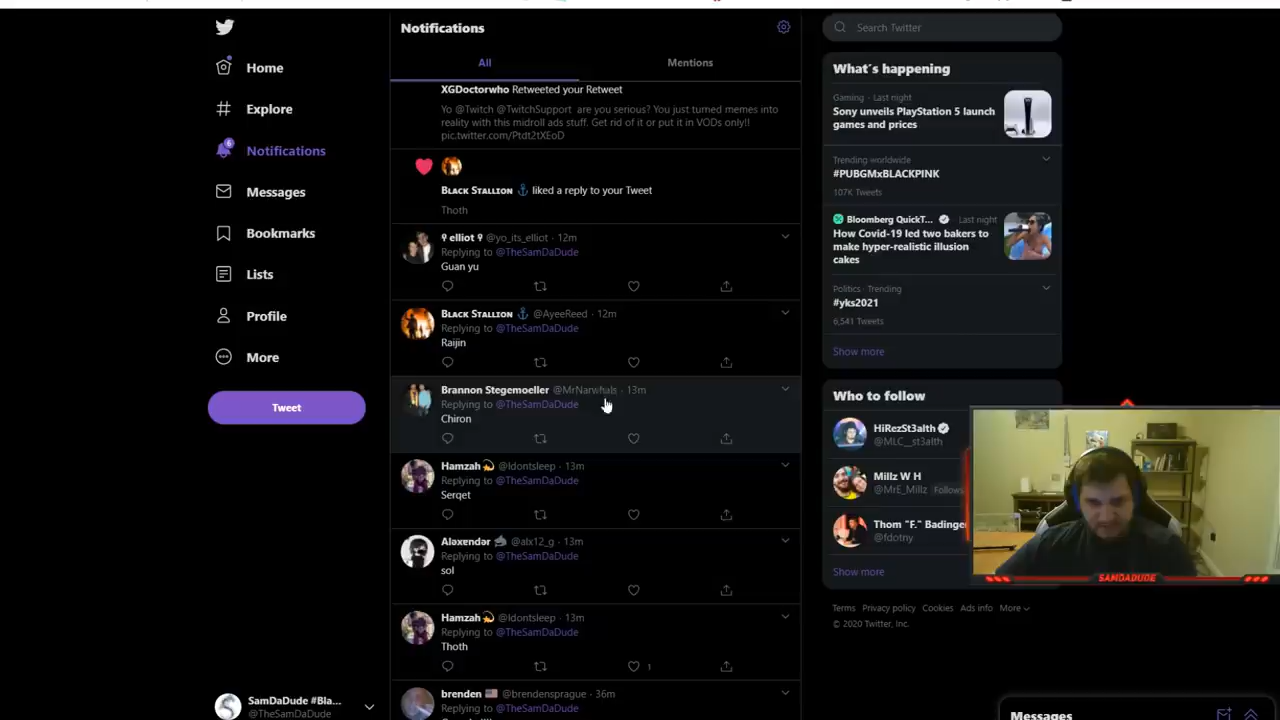 Notifications
All
Mentions
XGDoctorwho Retweeted your Retweet
Yo @Twitch @TwitchSupport are you serious? You just turned memes into
reality with this midroll ads stuff. Get rid of it or put it in VODs only!!
pic.twitter.com/Ptdt2tXEoD
Bʟᴀᴄᴋ Sᴛᴀʟʟɪᴏɴ ⚓ liked a reply to your Tweet
Thoth
elliot @yo_its_elliot · 12m
Replying to @TheSamDaDude
Guan yu
Bʟᴀᴄᴋ Sᴛᴀʟʟɪᴏɴ ⚓ @AyeeReed · 12m
Replying to @TheSamDaDude
Raijin
Brannon Stegemoeller @MrNarwhals · 13m
Replying to @TheSamDaDude
Chiron
Hamzah @Idontsleep · 13m
Replying to @TheSamDaDude
Serqet
Aləxendər @alx12_g · 13m
Replying to @TheSamDaDude
sol
Hamzah @Idontsleep · 13m
Replying to @TheSamDaDude
Thoth
1
brenden @brendensprague · 36m
Replying to @TheSamDaDude
Home
Explore
6
Notifications
Messages
Bookmarks
Lists
Profile
More
Tweet
SamDaDude #Bla...
@TheSamDaDude
Search Twitter
What's happening
Gaming · Last night
Sony unveils PlayStation 5 launch
games and prices
Trending worldwide
#PUBGMxBLACKPINK
107K Tweets
Bloomberg QuickT... Last night
How Covid-19 led two bakers to
make hyper-realistic illusion
cakes
Politics · Trending
#yks2021
6,541 Tweets
Show more
Who to follow
HiRezSt3alth
@MLC__st3alth
Millz W H
@MrE_Millz Follows
Thom "F." Badinge
@fdotny
Show more
SAMDADUDE
Terms Privacy policy Cookies Ads info More
© 2020 Twitter, Inc.
Messages